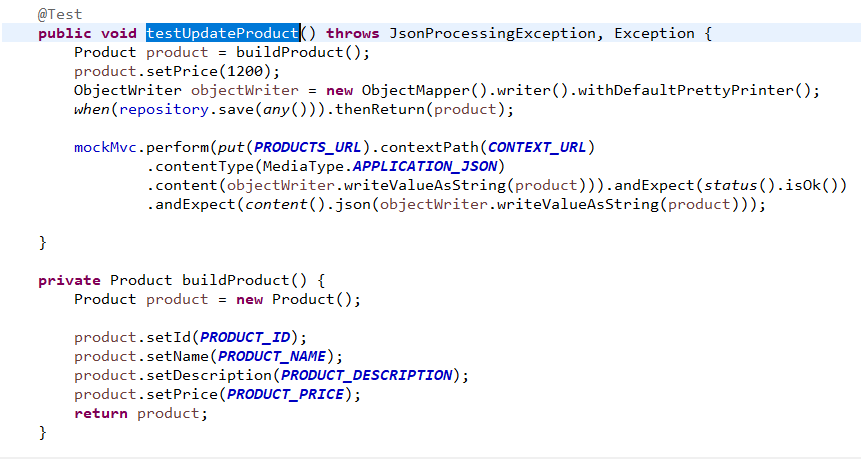 @Test
public void testUpdateProduct() throws JsonProcessingException, Exception {
Product product = buildProduct();
product.setPrice(1200);
ObjectWriter objectWriter = new ObjectMapper().writer().withDefaultPrettyPrinter();
when(repository.save(any())).thenReturn(product);
mockMvc.perform(put(PRODUCTS_URL).contextPath(CONTEXT_URL)
.contentType(MediaType.APPLICATION_JSON)
.content(objectWriter.writeValueAsString(product))).andExpect(status().isOk())
.andExpect(content().json(objectWriter.writeValueAsString(product)));
}
private Product buildProduct() {
Product product = new Product();
product.setId(PRODUCT_ID);
product.setName(PRODUCT_NAME);
product.setDescription(PRODUCT_DESCRIPTION);
product.setPrice(PRODUCT_PRICE);
return product;
}